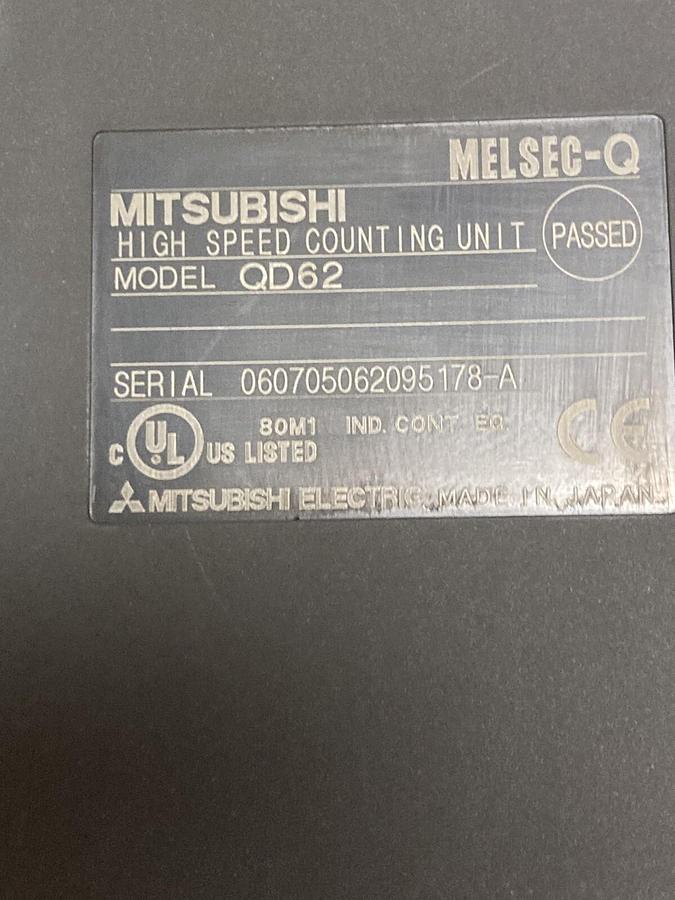 MELSEC-Q
MITSUBISHI
HIGH SPEED COUNTING UNIT PASSED
MODEL QD62
SERIAL 060705062095178-A
C UL US LISTED 80M1 IND. CONT. EQ. CE
MITSUBISHI ELECTRIC MADE IN JAPAN